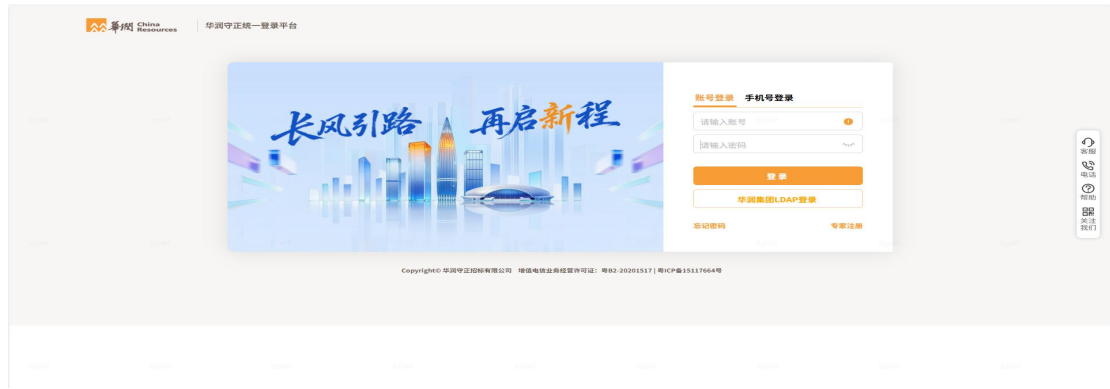 華潤 China Resources
华润守正统一登录平台
长风引路 再启新程
账号登录 手机号登录
请输入账号
请输入密码
登录
华润集团LDAP登录
忘记密码 专家注册
客服
电话
帮助
关注
我们
Copyright© 华润守正招标有限公司 增值电信业务经营许可证：粤B2-20201517 | 粤ICP备15117664号